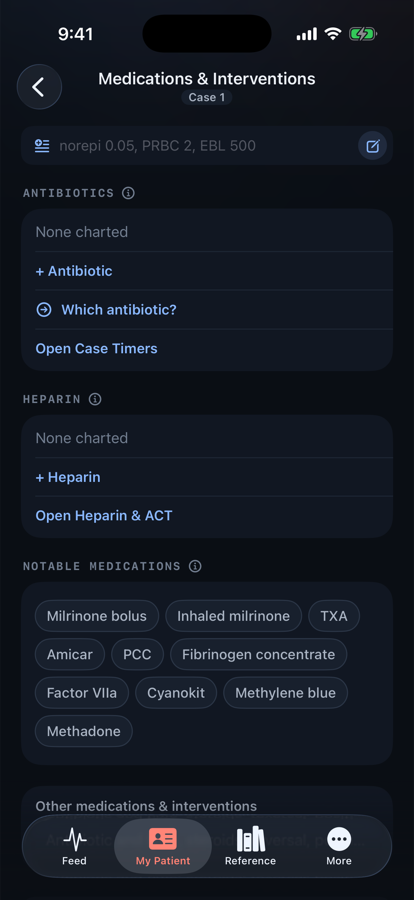 9:41
Medications & Interventions
Case 1
norepi 0.05, PRBC 2, EBL 500
ANTIBIOTICS
None charted
+ Antibiotic
Which antibiotic?
Open Case Timers
HEPARIN
None charted
+ Heparin
Open Heparin & ACT
NOTABLE MEDICATIONS
Milrinone bolus Inhaled milrinone TXA
Amicar PCC Fibrinogen concentrate
Factor VIIa Cyanokit Methylene blue
Methadone
Other medications & interventions
Feed My Patient Reference More